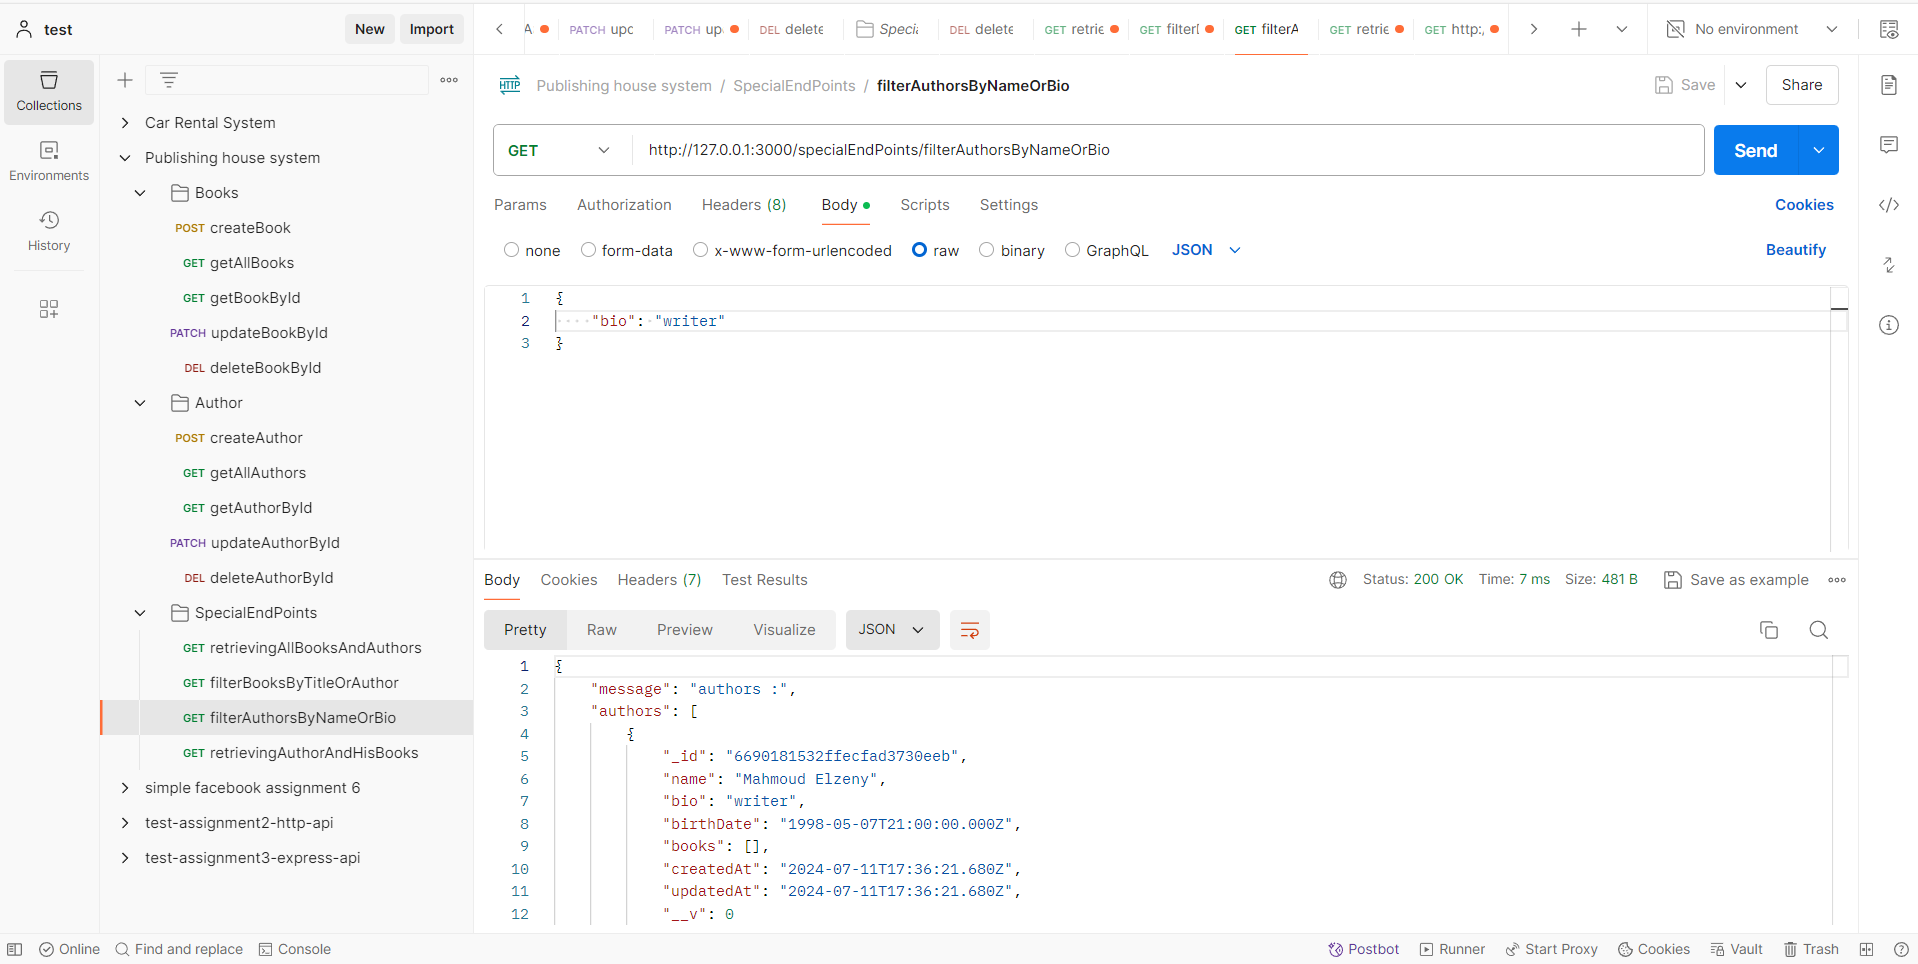 test
New
Import
A
PATCH upd
PATCH up
DEL delete
Specia
DEL delete
GET retrie
GET filterl
GET filterA
GET retrie
GET http:/
No environment
Collections
Environments
History
Car Rental System
Publishing house system
Books
POST createBook
GET getAllBooks
GET getBookById
PATCH updateBookById
DEL deleteBookById
Author
POST createAuthor
GET getAllAuthors
GET getAuthorById
PATCH updateAuthorById
DEL deleteAuthorById
SpecialEndPoints
GET retrievingAllBooksAndAuthors
GET filterBooksByTitleOrAuthor
GET filterAuthorsByNameOrBio
GET retrievingAuthorAndHisBooks
simple facebook assignment 6
test-assignment2-http-api
test-assignment3-express-api
HTTP Publishing house system / SpecialEndPoints / filterAuthorsByNameOrBio
Save
Share
GET http://127.0.0.1:3000/specialEndPoints/filterAuthorsByNameOrBio
Send
Params Authorization Headers (8) Body Scripts Settings Cookies
none form-data x-www-form-urlencoded raw binary GraphQL JSON Beautify
1 {
2 "bio": "writer"
3 }
Body Cookies Headers (7) Test Results Status: 200 OK Time: 7 ms Size: 481 B Save as example
Pretty Raw Preview Visualize JSON
1 {
2 "message": "authors :",
3 "authors": [
4 {
5 "_id": "6690181532ffecfad3730eeb",
6 "name": "Mahmoud Elzeny",
7 "bio": "writer",
8 "birthDate": "1998-05-07T21:00:00.000Z",
9 "books": [],
10 "createdAt": "2024-07-11T17:36:21.680Z",
11 "updatedAt": "2024-07-11T17:36:21.680Z",
12 "__v": 0
Online Find and replace Console Postbot Runner Start Proxy Cookies Vault Trash